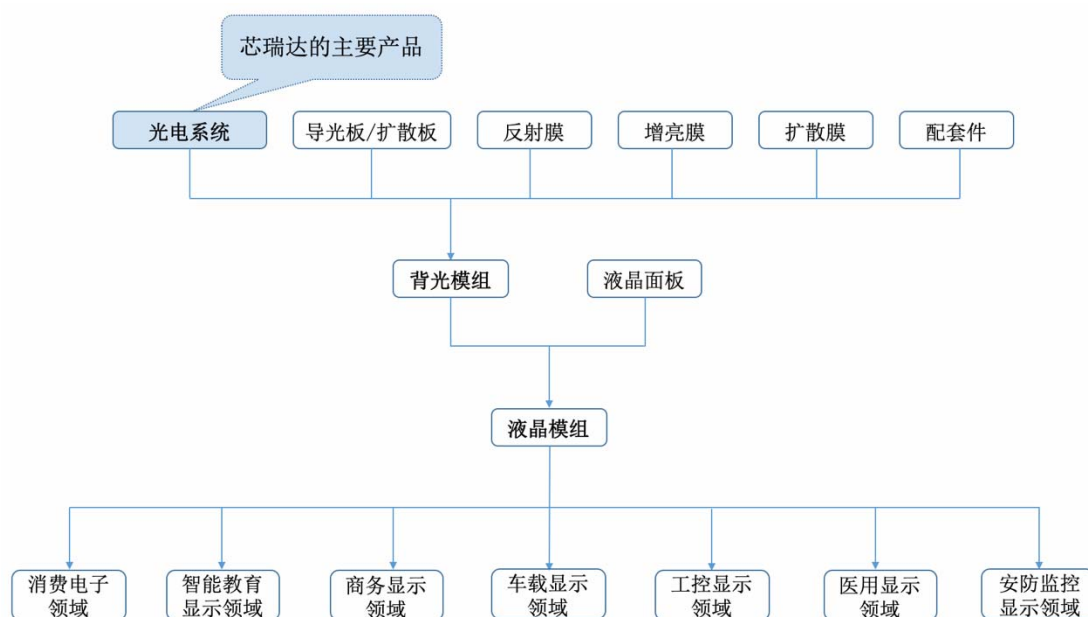 芯瑞达的主要产品
光电系统
导光板/扩散板
反射膜
增亮膜
扩散膜
配套件
背光模组
液晶面板
液晶模组
消费电子
领域
智能教育
显示领域
商务显示
领域
车载显示
领域
工控显示
领域
医用显示
领域
安防监控
显示领域